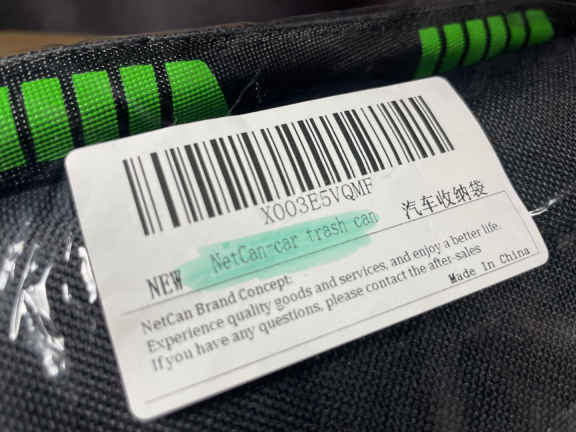 X003E5VQMF
NEW NetCan-car trash can 汽车收纳袋
NetCan Brand Concept:
Experience quality goods and services, and enjoy a better life.
If you have any questions, please contact the after-sales
Made In China